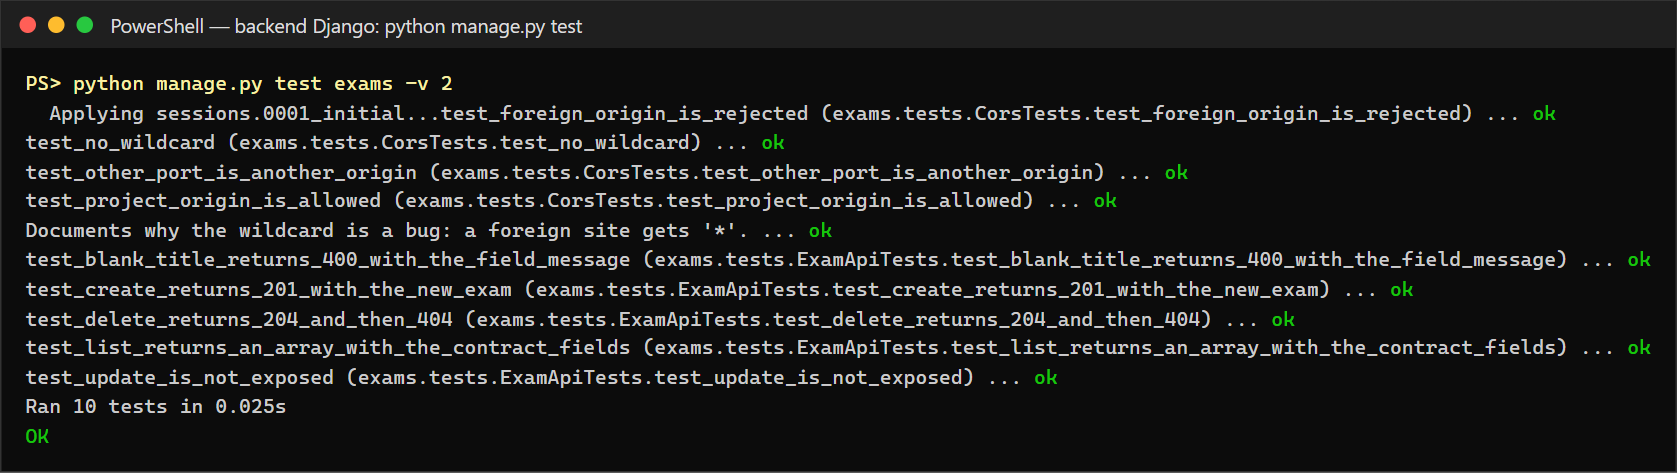 PowerShell — backend Django: python manage.py test
PS> python manage.py test exams -v 2
  Applying sessions.0001_initial...test_foreign_origin_is_rejected (exams.tests.CorsTests.test_foreign_origin_is_rejected) ... ok
test_no_wildcard (exams.tests.CorsTests.test_no_wildcard) ... ok
test_other_port_is_another_origin (exams.tests.CorsTests.test_other_port_is_another_origin) ... ok
test_project_origin_is_allowed (exams.tests.CorsTests.test_project_origin_is_allowed) ... ok
Documents why the wildcard is a bug: a foreign site gets '*'. ... ok
test_blank_title_returns_400_with_the_field_message (exams.tests.ExamApiTests.test_blank_title_returns_400_with_the_field_message) ... ok
test_create_returns_201_with_the_new_exam (exams.tests.ExamApiTests.test_create_returns_201_with_the_new_exam) ... ok
test_delete_returns_204_and_then_404 (exams.tests.ExamApiTests.test_delete_returns_204_and_then_404) ... ok
test_list_returns_an_array_with_the_contract_fields (exams.tests.ExamApiTests.test_list_returns_an_array_with_the_contract_fields) ... ok
test_update_is_not_exposed (exams.tests.ExamApiTests.test_update_is_not_exposed) ... ok
Ran 10 tests in 0.025s
OK